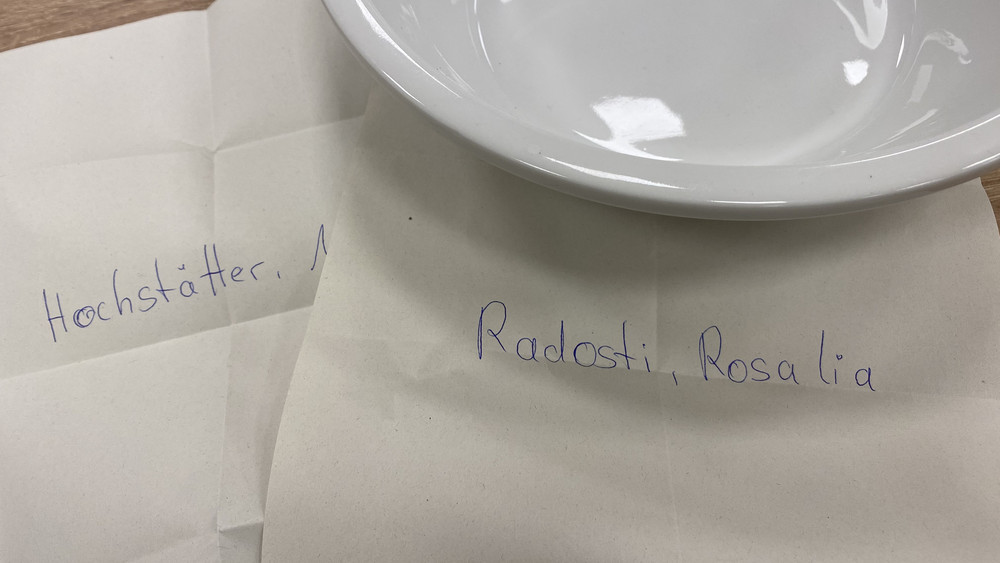 Hochstätter,
Radosti, Rosalia